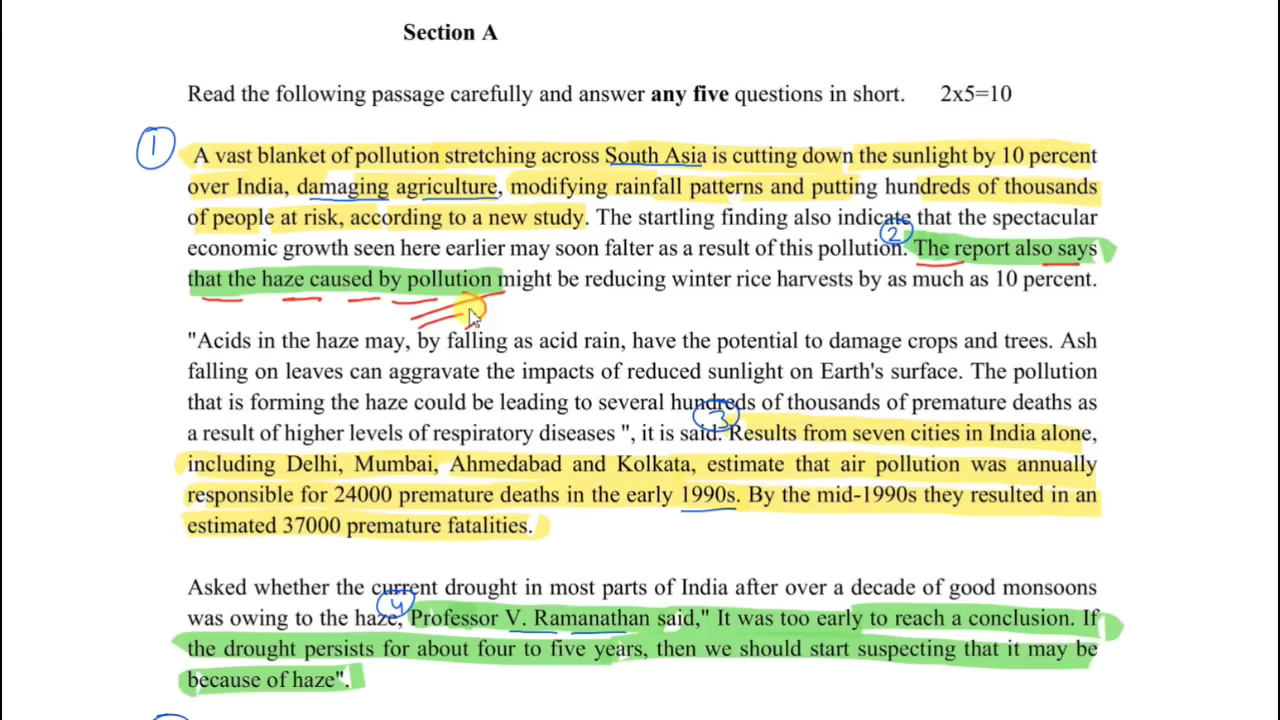 Section A
Read the following passage carefully and answer any five questions in short. 2x5=10
1
A vast blanket of pollution stretching across South Asia is cutting down the sunlight by 10 percent
over India, damaging agriculture, modifying rainfall patterns and putting hundreds of thousands
of people at risk, according to a new study. The startling finding also indicate that the spectacular
2
economic growth seen here earlier may soon falter as a result of this pollution. The report also says
that the haze caused by pollution might be reducing winter rice harvests by as much as 10 percent.
"Acids in the haze may, by falling as acid rain, have the potential to damage crops and trees. Ash
falling on leaves can aggravate the impacts of reduced sunlight on Earth's surface. The pollution
that is forming the haze could be leading to several hundreds of thousands of premature deaths as
3
a result of higher levels of respiratory diseases ", it is said. Results from seven cities in India alone,
including Delhi, Mumbai, Ahmedabad and Kolkata, estimate that air pollution was annually
responsible for 24000 premature deaths in the early 1990s. By the mid-1990s they resulted in an
estimated 37000 premature fatalities.
Asked whether the current drought in most parts of India after over a decade of good monsoons
4
was owing to the haze, Professor V. Ramanathan said," It was too early to reach a conclusion. If
the drought persists for about four to five years, then we should start suspecting that it may be
because of haze".